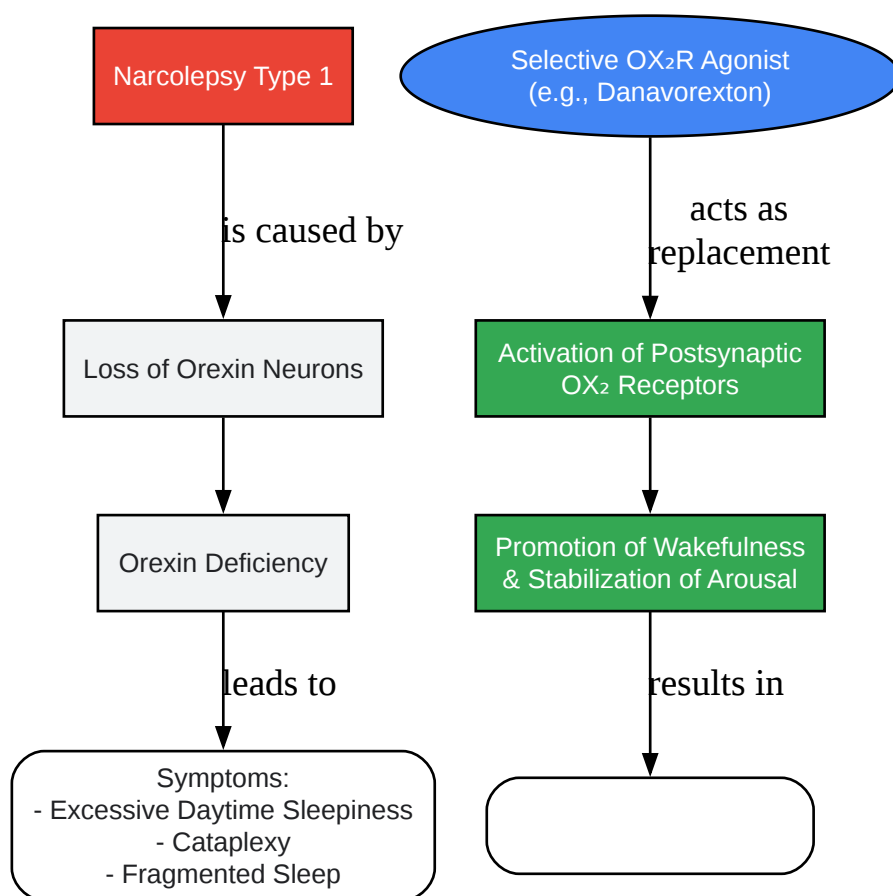 Narcolepsy Type 1
is caused by
Loss of Orexin Neurons
Orexin Deficiency
leads to
Symptoms:
- Excessive Daytime Sleepiness
- Cataplexy
- Fragmented Sleep
Selective OX₂R Agonist
(e.g., Danavorexton)
acts as
replacement
Activation of Postsynaptic
OX₂ Receptors
Promotion of Wakefulness
& Stabilization of Arousal
results in